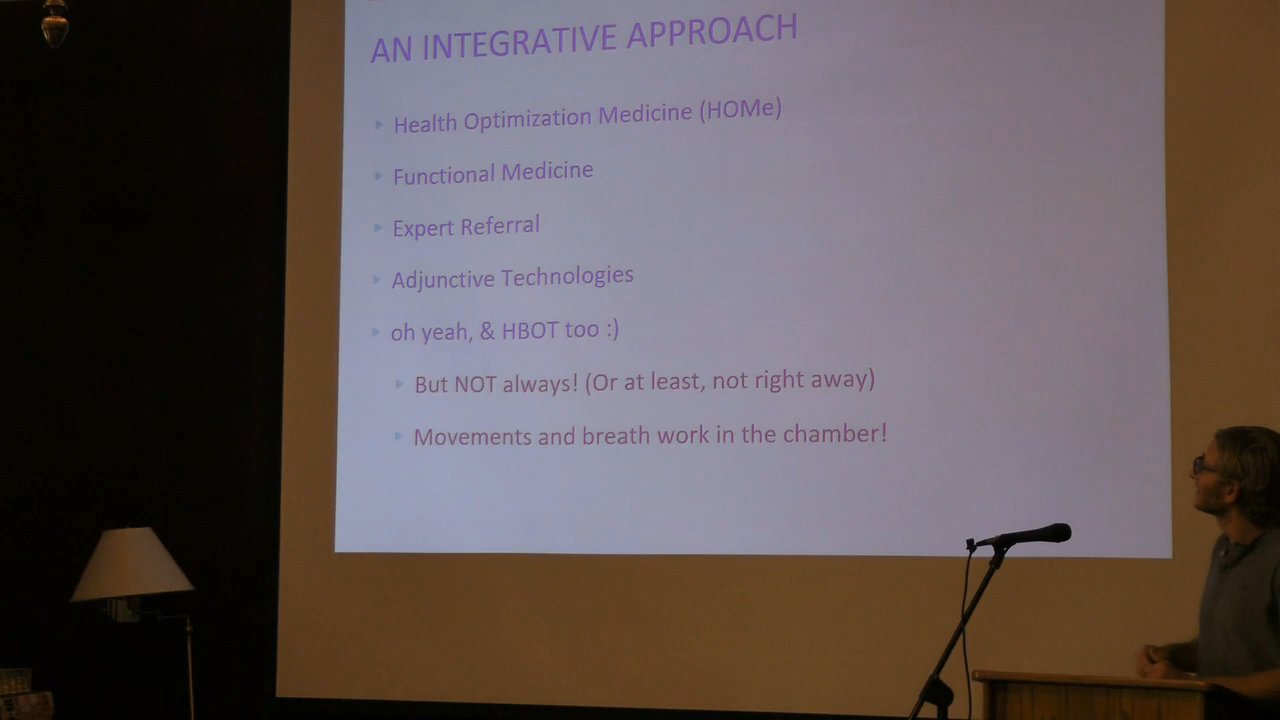 AN INTEGRATIVE APPROACH
Health Optimization Medicine (HOMe)
Functional Medicine
Expert Referral
Adjunctive Technologies
oh yeah, & HBOT too :)
But NOT always! (Or at least, not right away)
Movements and breath work in the chamber!